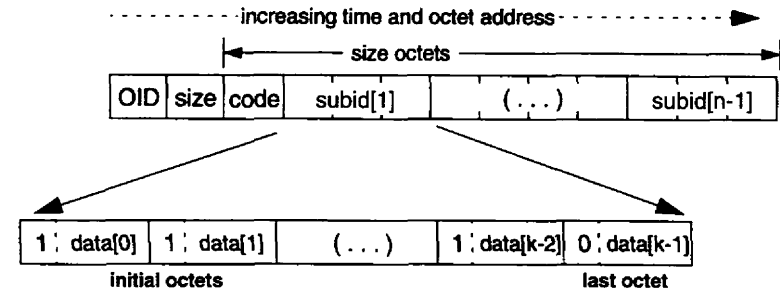 increasing time and octet address
size octets
OID size code subid[1] (...) subid[n-1]
1 data[0] 1 data[1] (...) 1 data[k-2] 0 data[k-1]
initial octets last octet